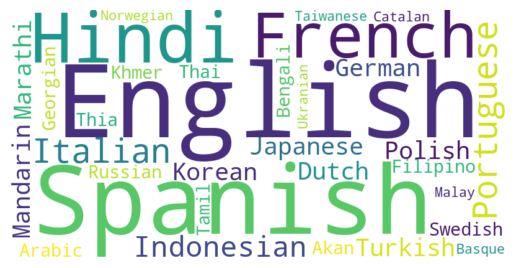 Norwegian
Taiwanese
Catalan
Hindi
French
Marathi
Georgian
Khmer
Thai
Bengali
German
Portuguese
English
Ukranian
Thia
Italian
Japanese
Polish
Mandarin
Russian
Korean
Dutch
Filipino
Spanish
Tamil
Malay
Swedish
Arabic
Indonesian
Akan
Turkish
Basque